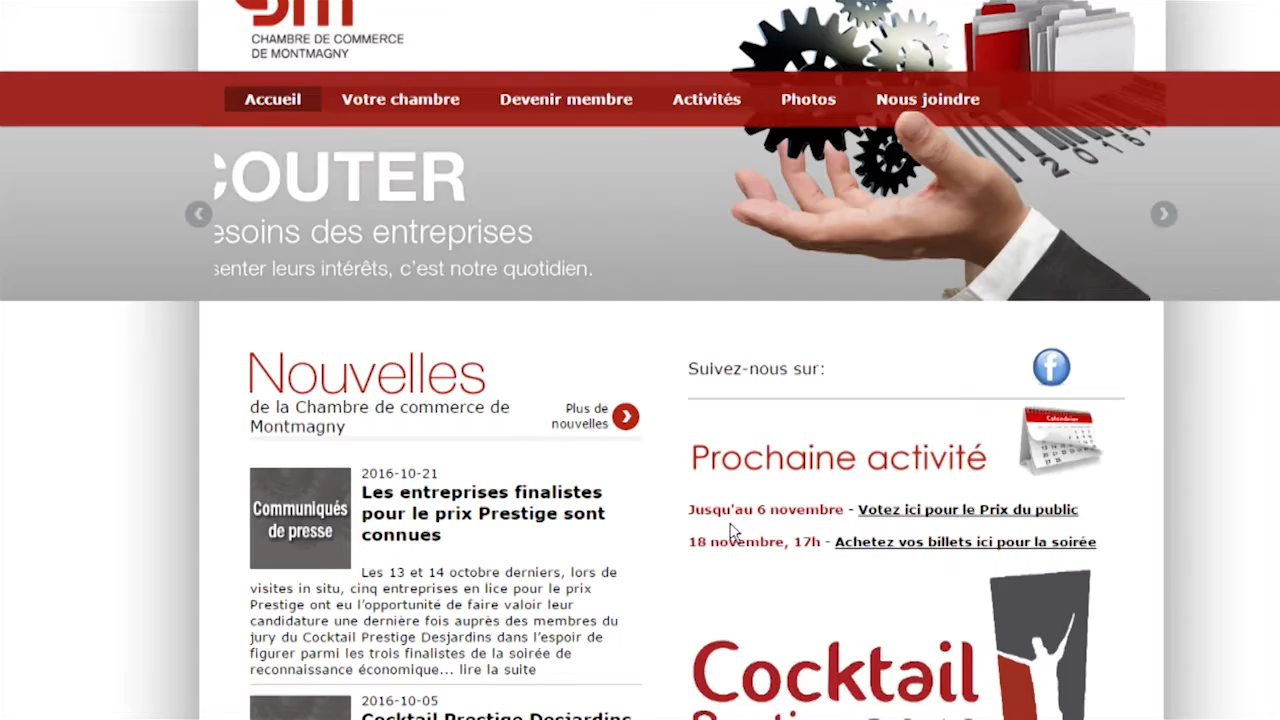 CHAMBRE DE COMMERCE
DE MONTMAGNY
Accueil Votre chambre Devenir membre Activités Photos Nous joindre
COUTER
esoins des entreprises
senter leurs intérêts, c'est notre quotidien.
2015
Nouvelles
de la Chambre de commerce de
Montmagny
Plus de
nouvelles
Communiqués
de presse
2016-10-21
Les entreprises finalistes
pour le prix Prestige sont
connues
Les 13 et 14 octobre derniers, lors de
visites in situ, cinq entreprises en lice pour le prix
Prestige ont eu l'opportunité de faire valoir leur
candidature une dernière fois auprès des membres du
jury du Cocktail Prestige Desjardins dans l'espoir de
figurer parmi les trois finalistes de la soirée de
reconnaissance économique... lire la suite
2016-10-05
Cocktail Prestige Desjardins
Suivez-nous sur:
f
Calendrier
Prochaine activité
Jusqu'au 6 novembre - Votez ici pour le Prix du public
18 novembre, 17h - Achetez vos billets ici pour la soirée
Cocktail